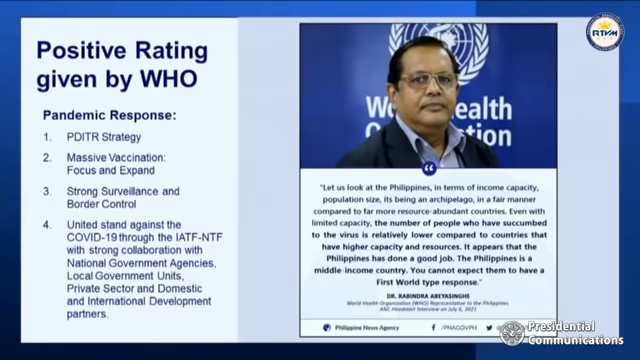 Positive Rating
given by WHO
Pandemic Response:
1. PDITR Strategy
2. Massive Vaccination:
Focus and Expand
3. Strong Surveillance and
Border Control
4. United stand against the
COVID-19 through the IATF-NTF
with strong collaboration with
National Government Agencies,
Local Government Units,
Private Sector and Domestic
and International Development
partners.
RTVM
World Health
Organization
"Let us look at the Philippines, in terms of income capacity,
population size, its being an archipelago, in a fair manner
compared to far more resource-abundant countries. Even with
limited capacity, the number of people who have succumbed
to the virus is relatively lower compared to countries that
have higher capacity and resources. It appears that the
Philippines has done a good job. The Philippines is a
middle-income country. You cannot expect them to have a
First World type response."
DR. RABINDRA ABEYASINGHE
World Health Organization (WHO) Representative to the Philippines
ANC Headstart Interview on July 6, 2021
Philippine News Agency
/PNAGOVPH
Presidential
Communications